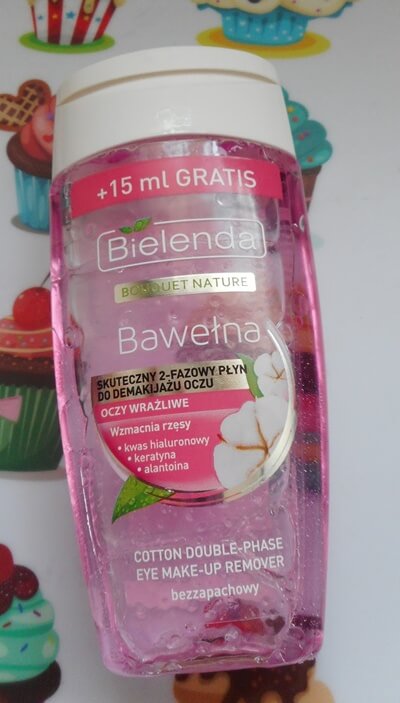 +15 ml GRATIS
Bielenda
BOUQUET NATURE
Bawełna
SKUTECZNY 2-FAZOWY PŁYN
DO DEMAKIJAŻU OCZU
OCZY WRAŻLIWE
Wzmacnia rzęsy
• kwas hialuronowy
• keratyna
• alantoina
COTTON DOUBLE-PHASE
EYE MAKE-UP REMOVER
bezzapachowy